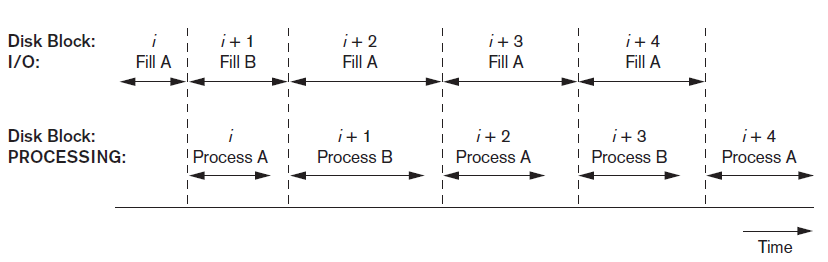 Disk Block: i i + 1 i + 2 i + 3 i + 4
I/O: Fill A Fill B Fill A Fill A Fill A
Disk Block: i i + 1 i + 2 i + 3 i + 4
PROCESSING: Process A Process B Process A Process B Process A
Time